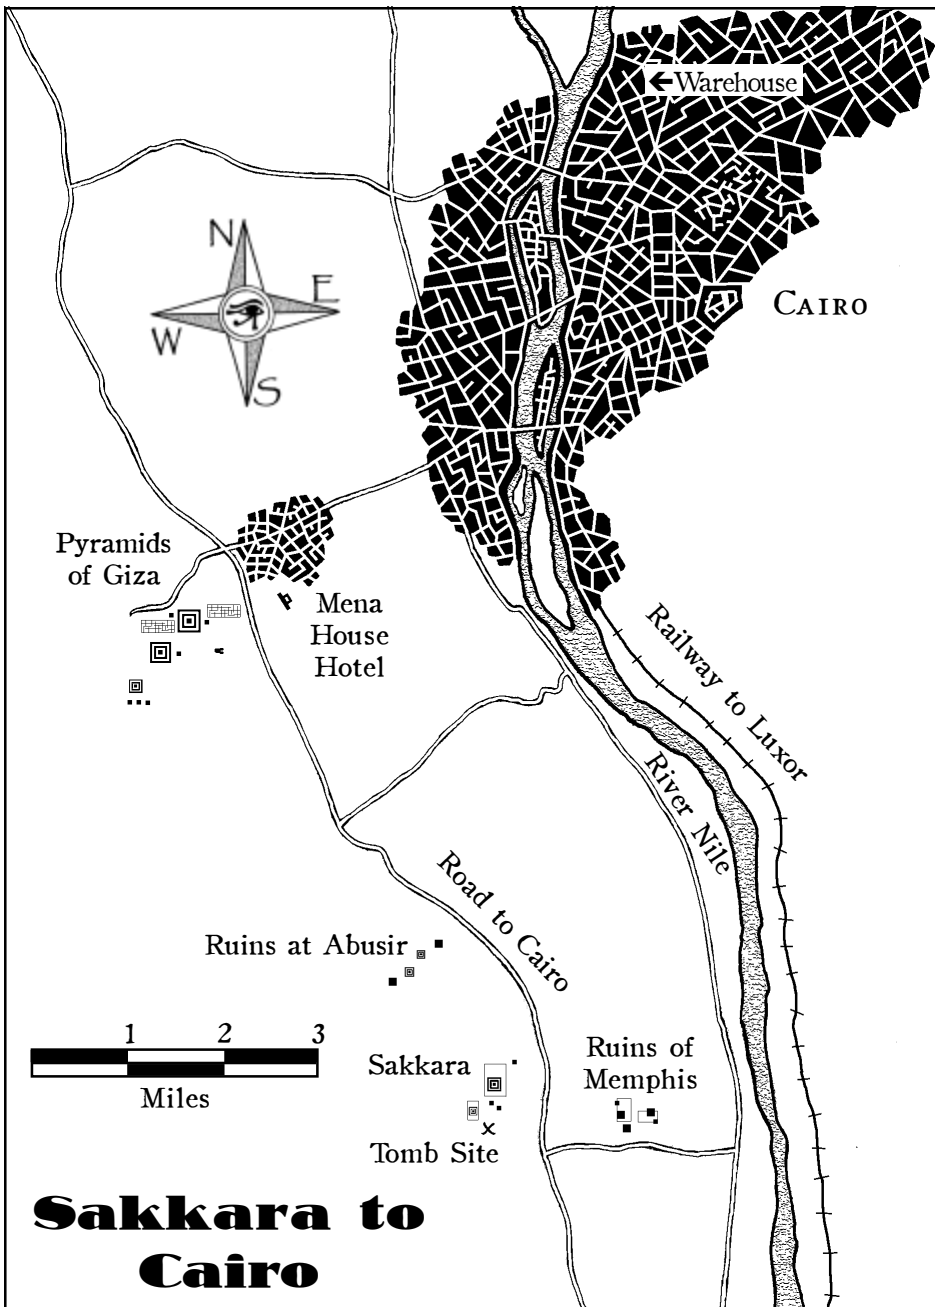 ←Warehouse
N
E
W
S
CAIRO
Pyramids
of Giza
Mena
House
Hotel
Railway to Luxor
River Nile
Road to Cairo
Ruins at Abusir
1 2 3
Miles
Sakkara
Ruins of
Memphis
Tomb Site
Sakkara to
Cairo